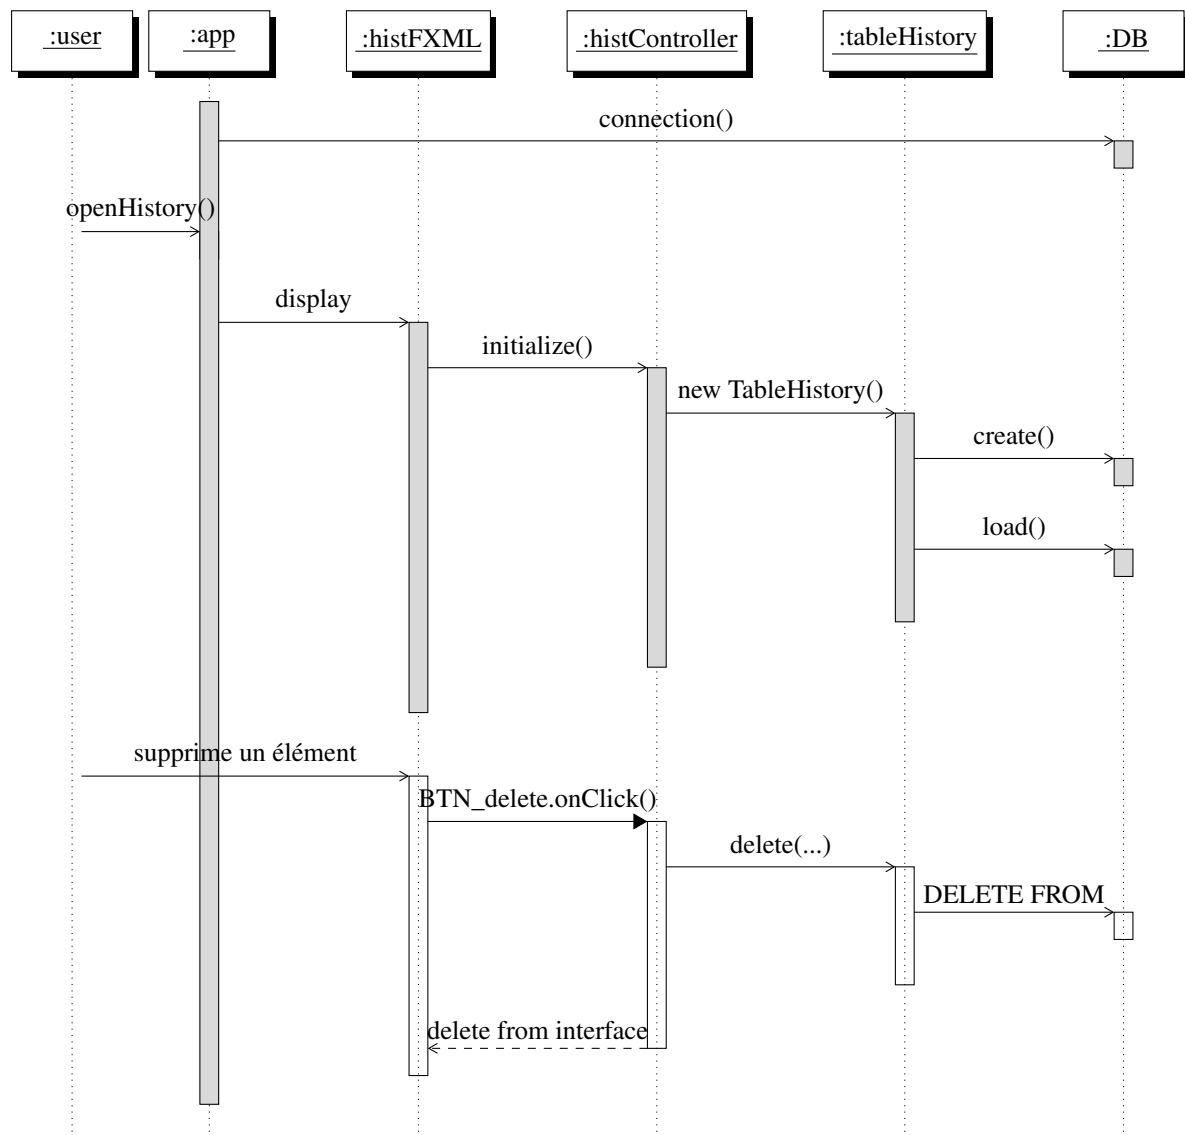 :user
:app
:histFXML
:histController
:tableHistory
:DB
connection()
openHistory()
display
initialize()
new TableHistory()
create()
load()
supprime un élément
BTN_delete.onClick()
delete(...)
DELETE FROM
delete from interface